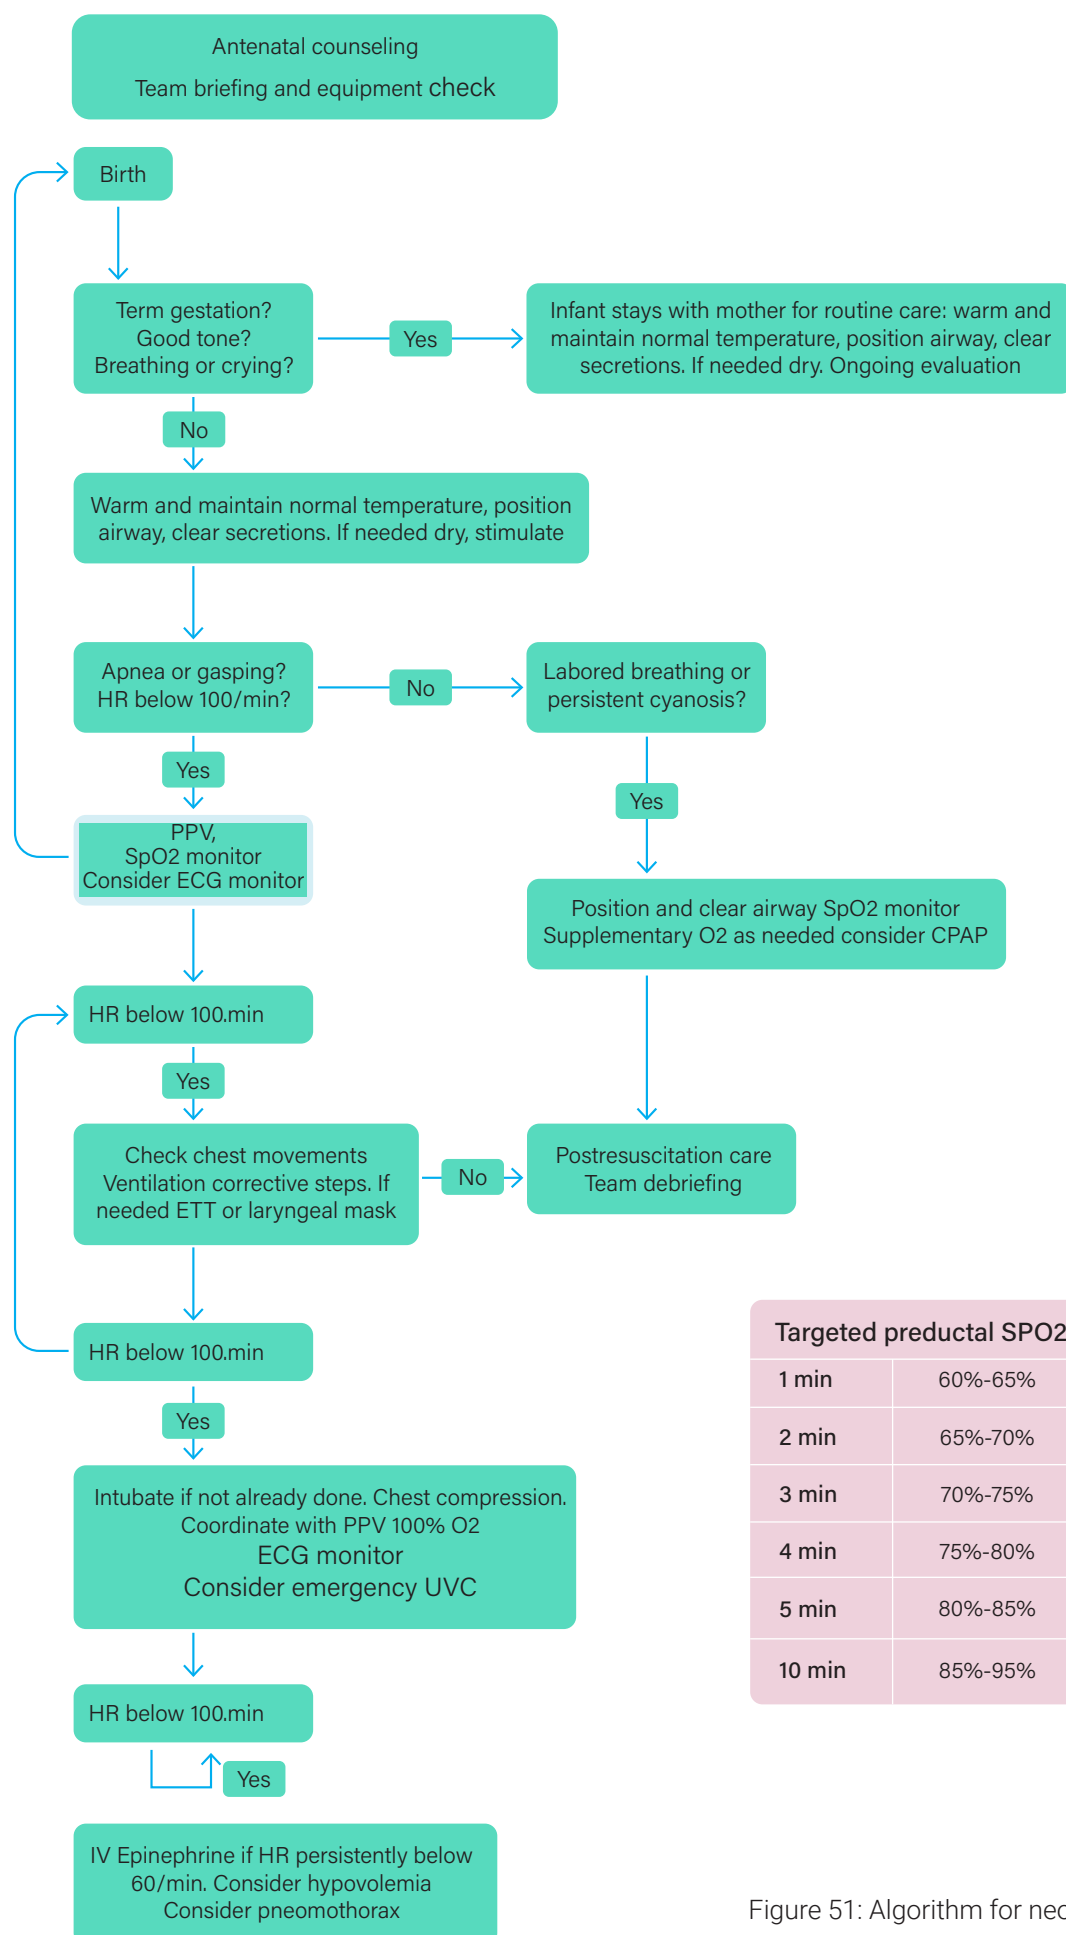 Antenatal counseling
Team briefing and equipment check
Birth
Term gestation?
Good tone?
Breathing or crying?
Yes
Infant stays with mother for routine care: warm and
maintain normal temperature, position airway, clear
secretions. If needed dry. Ongoing evaluation
No
Warm and maintain normal temperature, position
airway, clear secretions. If needed dry, stimulate
Apnea or gasping?
HR below 100/min?
No
Labored breathing or
persistent cyanosis?
Yes
Yes
PPV,
SpO2 monitor
Consider ECG monitor
Position and clear airway SpO2 monitor
Supplementary O2 as needed consider CPAP
HR below 100.min
Yes
Check chest movements
Ventilation corrective steps. If
needed ETT or laryngeal mask
No
Postresuscitation care
Team debriefing
HR below 100.min
Yes
Intubate if not already done. Chest compression.
Coordinate with PPV 100% O2
ECG monitor
Consider emergency UVC
HR below 100.min
Yes
IV Epinephrine if HR persistently below
60/min. Consider hypovolemia
Consider pneomothorax
Targeted preductal SPO2
1 min 60%-65%
2 min 65%-70%
3 min 70%-75%
4 min 75%-80%
5 min 80%-85%
10 min 85%-95%
Figure 51: Algorithm for